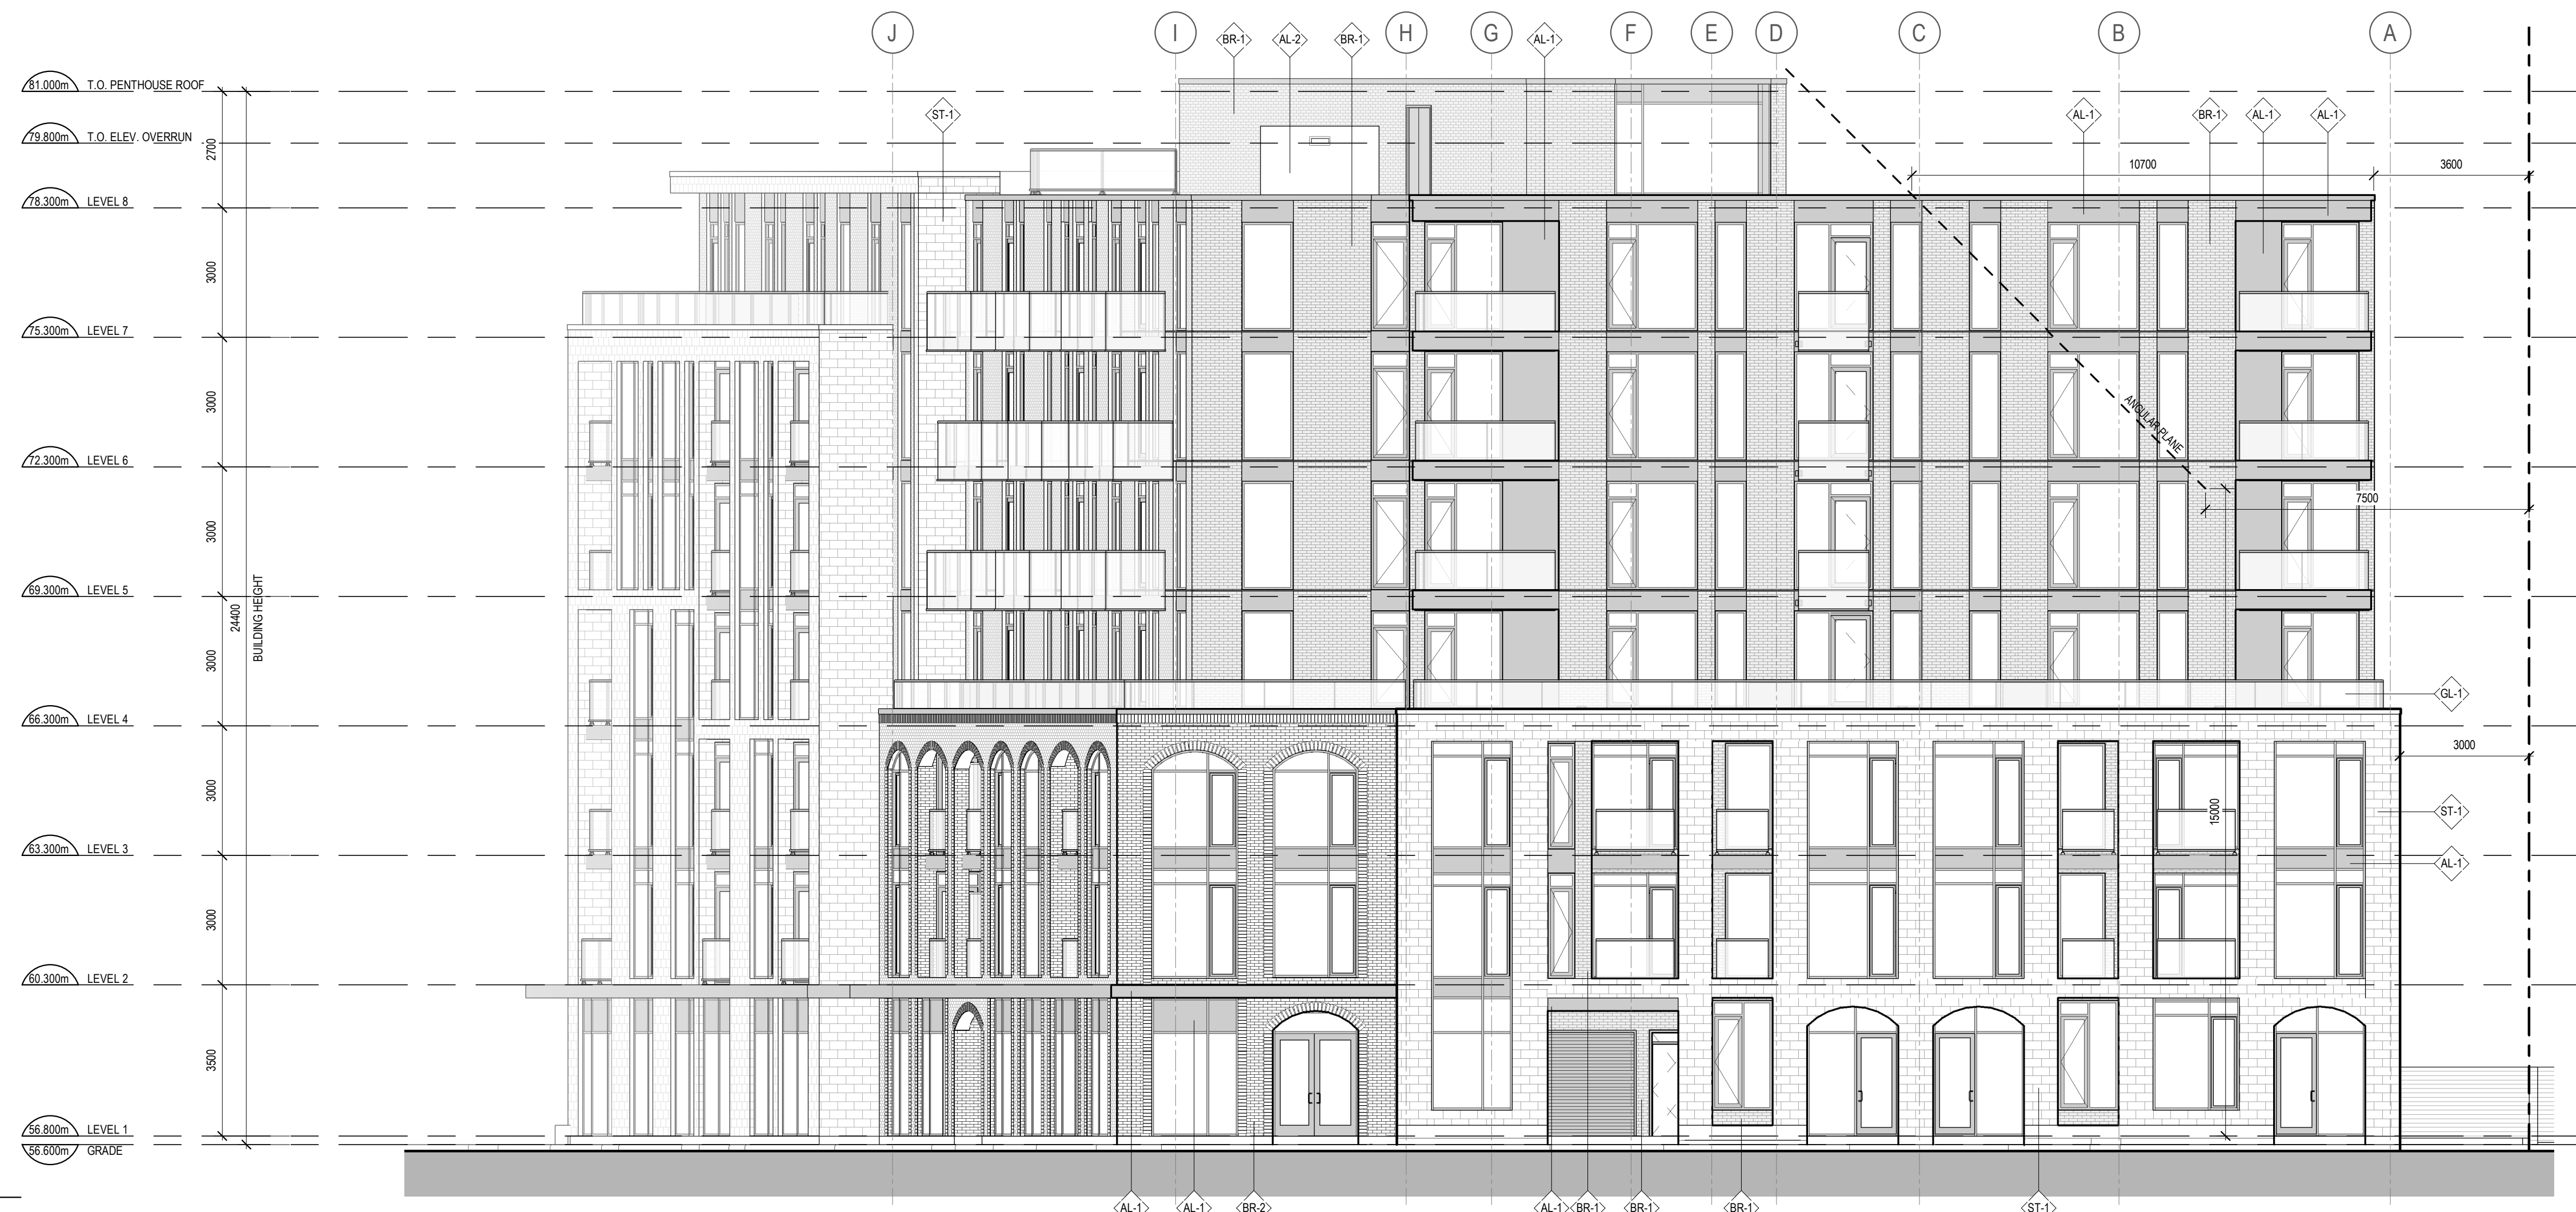 J I H G F E D C B A
BR-1 AL-2 BR-1 AL-1
81.000m T.O. PENTHOUSE ROOF
ST-1 AL-1 BR-1 AL-1 AL-1
79.800m T.O. ELEV. OVERRUN
2700
10700 3600
78.300m LEVEL 8
3000
75.300m LEVEL 7
3000
ANGULAR PLANE
72.300m LEVEL 6
7500
3000
69.300m LEVEL 5
24400
BUILDING HEIGHT
3000
GL-1
66.300m LEVEL 4
3000
3000
15000
ST-1
63.300m LEVEL 3
AL-1
3000
60.300m LEVEL 2
3500
56.800m LEVEL 1
56.600m GRADE
AL-1 AL-1 BR-2 AL-1 BR-1 BR-1 BR-1 ST-1